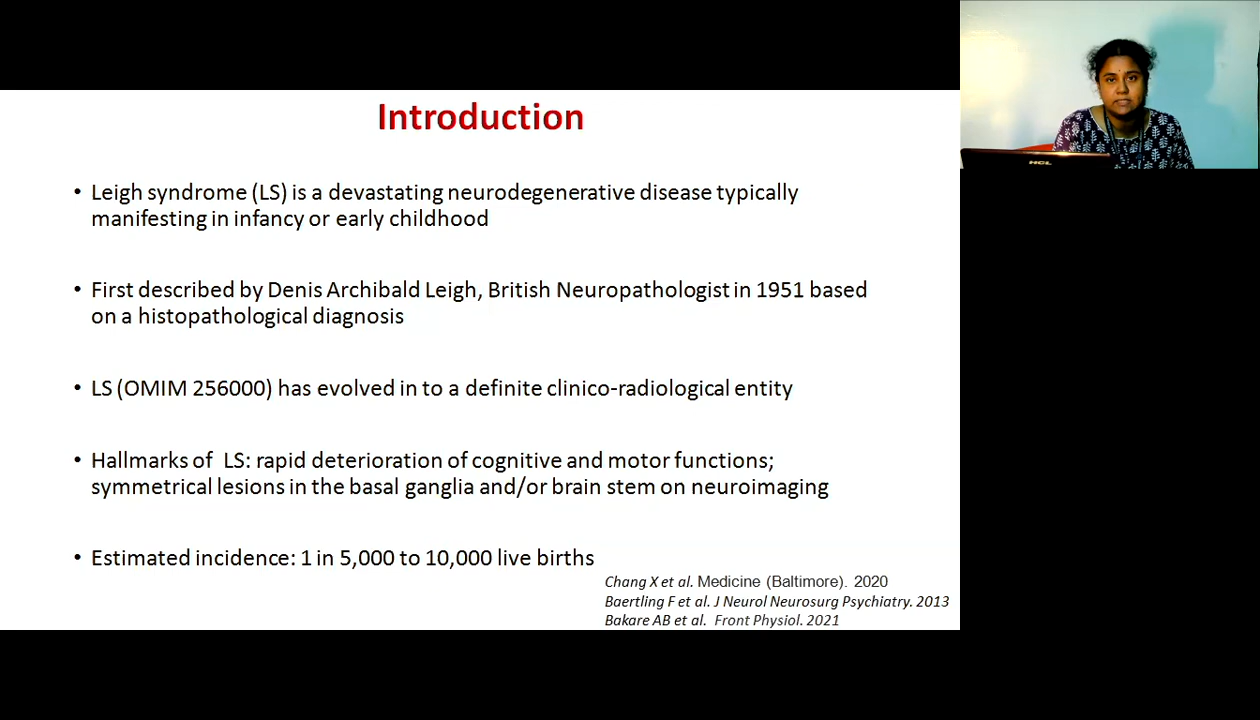 Introduction
• Leigh syndrome (LS) is a devastating neurodegenerative disease typically
manifesting in infancy or early childhood
• First described by Denis Archibald Leigh, British Neuropathologist in 1951 based
on a histopathological diagnosis
• LS (OMIM 256000) has evolved in to a definite clinico-radiological entity
• Hallmarks of LS: rapid deterioration of cognitive and motor functions;
symmetrical lesions in the basal ganglia and/or brain stem on neuroimaging
• Estimated incidence: 1 in 5,000 to 10,000 live births
Chang X et al. Medicine (Baltimore). 2020
Baertling F et al. J Neurol Neurosurg Psychiatry. 2013
Bakare AB et al. Front Physiol. 2021
HCL